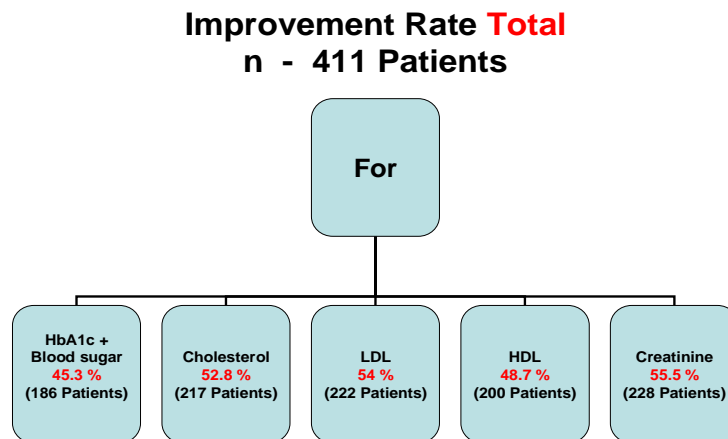 Improvement Rate Total
n - 411 Patients
For
HbA1c +
Blood sugar
45.3 %
(186 Patients)
Cholesterol
52.8 %
(217 Patients)
LDL
54 %
(222 Patients)
HDL
48.7 %
(200 Patients)
Creatinine
55.5 %
(228 Patients)